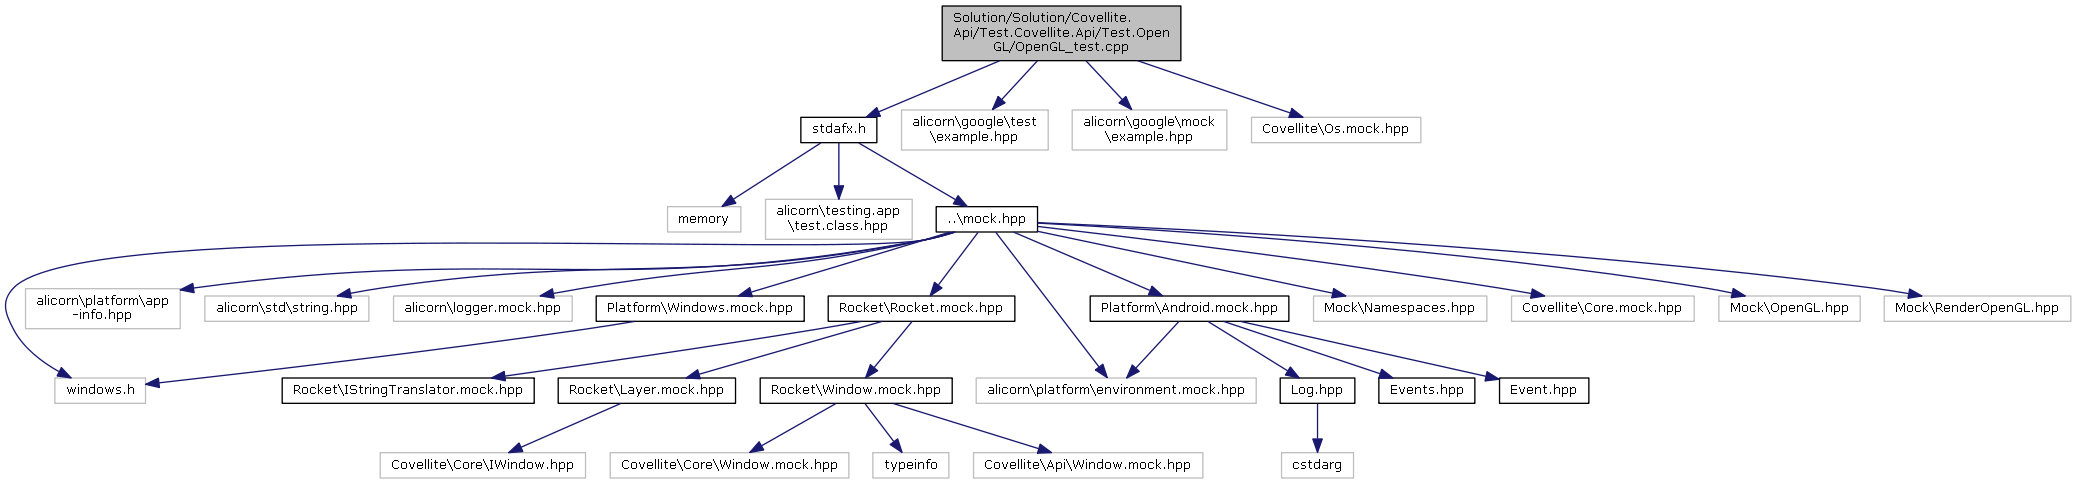 Solution/Solution/Covellite.
Api/Test.Covellite.Api/Test.Open
GL/OpenGL_test.cpp
stdafx.h
alicorn\google\test
\example.hpp
alicorn\google\mock
\example.hpp
Covellite\Os.mock.hpp
memory
alicorn\testing.app
\test.class.hpp
..\mock.hpp
alicorn\platform\app
-info.hpp
alicorn\std\string.hpp
alicorn\logger.mock.hpp
Platform\Windows.mock.hpp
Rocket\Rocket.mock.hpp
Platform\Android.mock.hpp
Mock\Namespaces.hpp
Covellite\Core.mock.hpp
Mock\OpenGL.hpp
Mock\RenderOpenGL.hpp
windows.h
Rocket\IStringTranslator.mock.hpp
Rocket\Layer.mock.hpp
Rocket\Window.mock.hpp
alicorn\platform\environment.mock.hpp
Log.hpp
Events.hpp
Event.hpp
Covellite\Core\IWindow.hpp
Covellite\Core\Window.mock.hpp
typeinfo
Covellite\Api\Window.mock.hpp
cstdarg